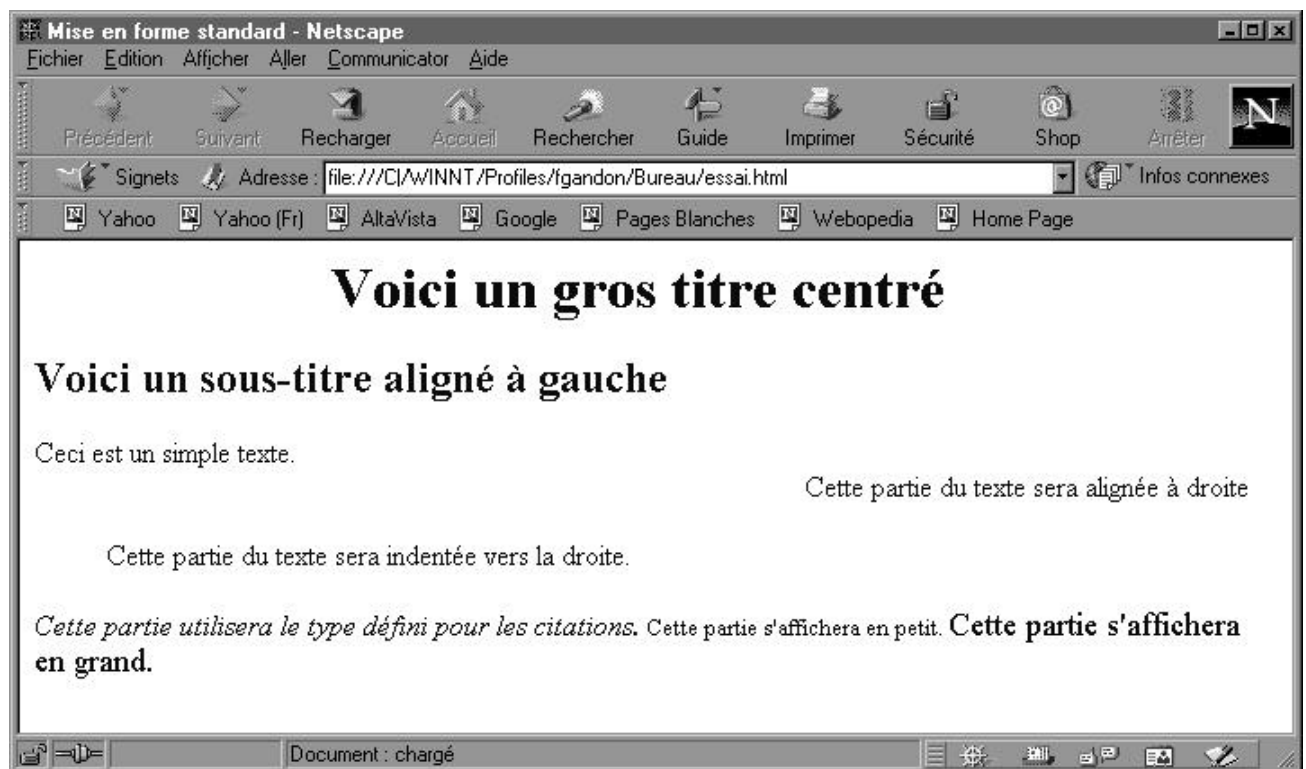 Mise en forme standard - Netscape
Fichier Edition Afficher Aller Communicator Aide
Précédent Suivant Recharger Accueil Rechercher Guide Imprimer Sécurité Shop Arrêter N
Signets Adresse : file:///C|/WINNT/Profiles/fgandon/Bureau/essai.html Infos connexes
Yahoo Yahoo (Fr) AltaVista Google Pages Blanches Webopedia Home Page
Voici un gros titre centré
Voici un sous-titre aligné à gauche
Ceci est un simple texte.
Cette partie du texte sera alignée à droite
Cette partie du texte sera indentée vers la droite.
Cette partie utilisera le type défini pour les citations. Cette partie s'affichera en petit. Cette partie s'affichera
en grand.
Document : chargé